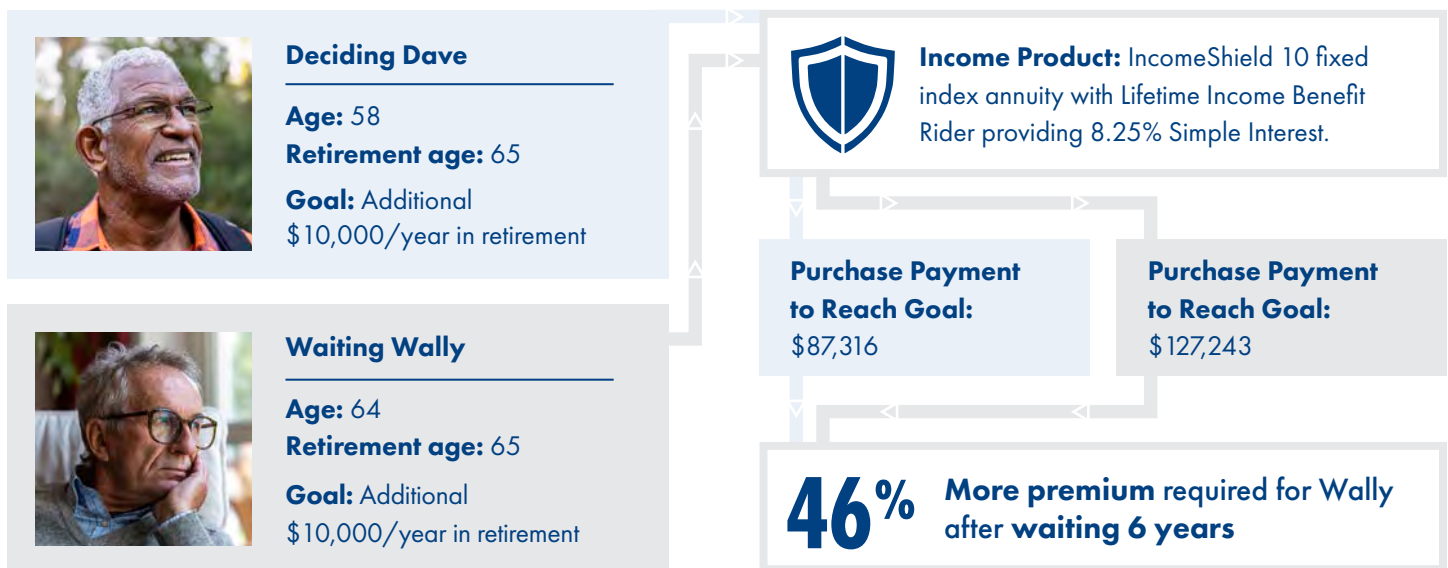 Deciding Dave
Age: 58
Retirement age: 65
Goal: Additional
$10,000/year in retirement
Waiting Wally
Age: 64
Retirement age: 65
Goal: Additional
$10,000/year in retirement
Income Product: IncomeShield 10 fixed
index annuity with Lifetime Income Benefit
Rider providing 8.25% Simple Interest.
Purchase Payment
to Reach Goal:
$87,316
Purchase Payment
to Reach Goal:
$127,243
46%
More premium required for Wally
after waiting 6 years